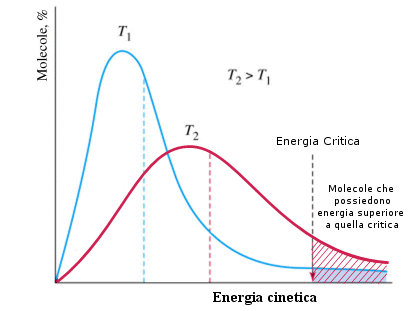 Molecole, %
T1
T2
T2 > T1
Energia Critica
Molecole che
possiedono
energia superiore
a quella critica
Energia cinetica